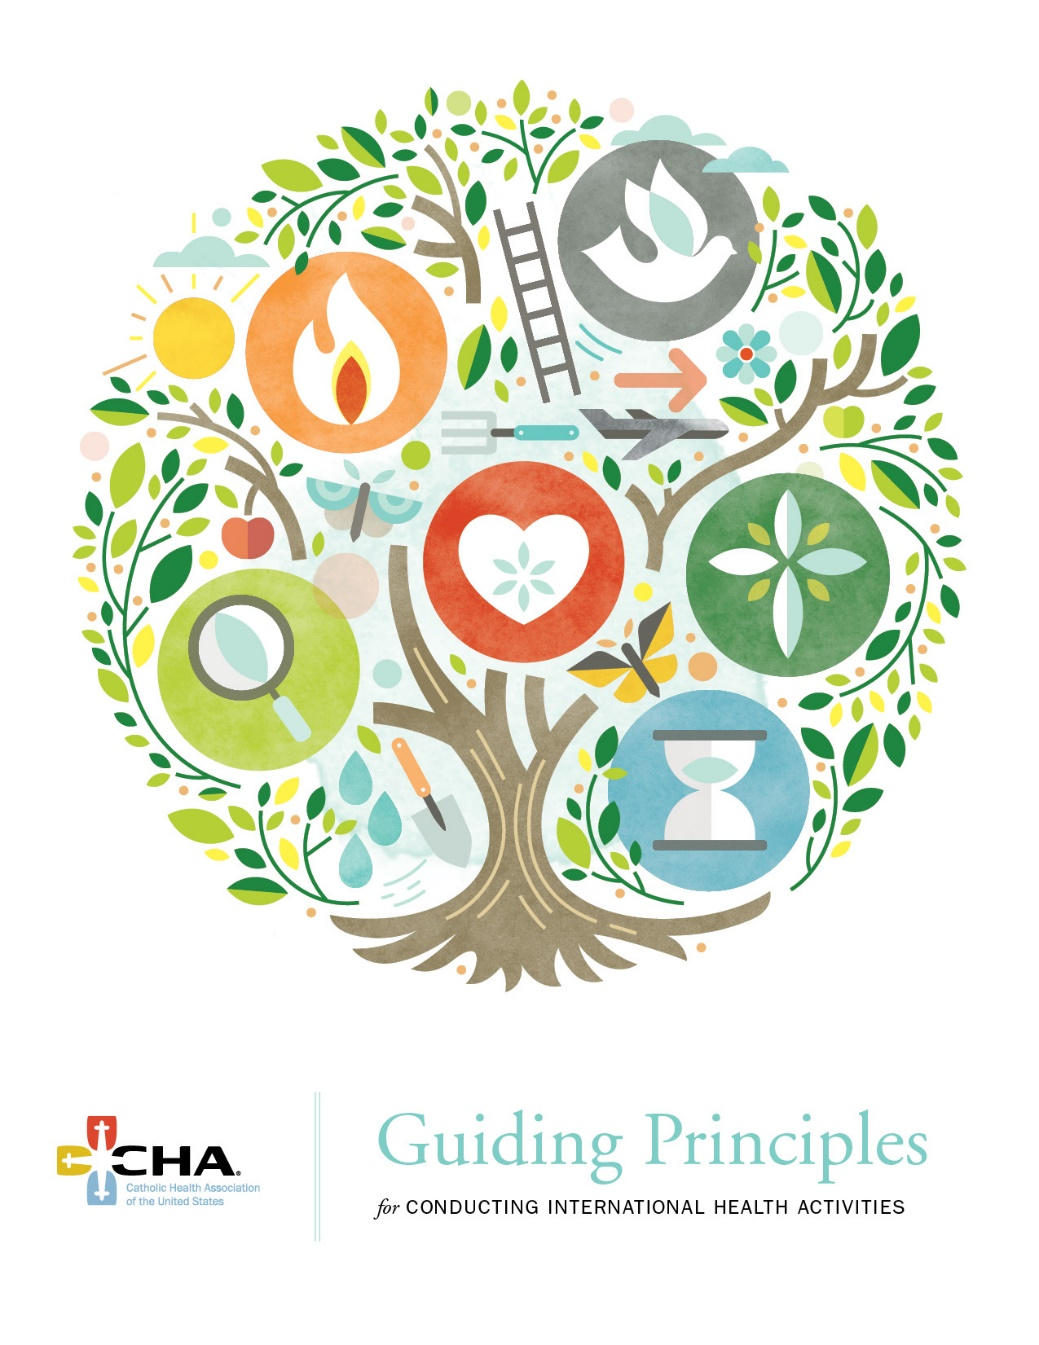 CHA®
Catholic Health Association
of the United States
Guiding Principles
for CONDUCTING INTERNATIONAL HEALTH ACTIVITIES